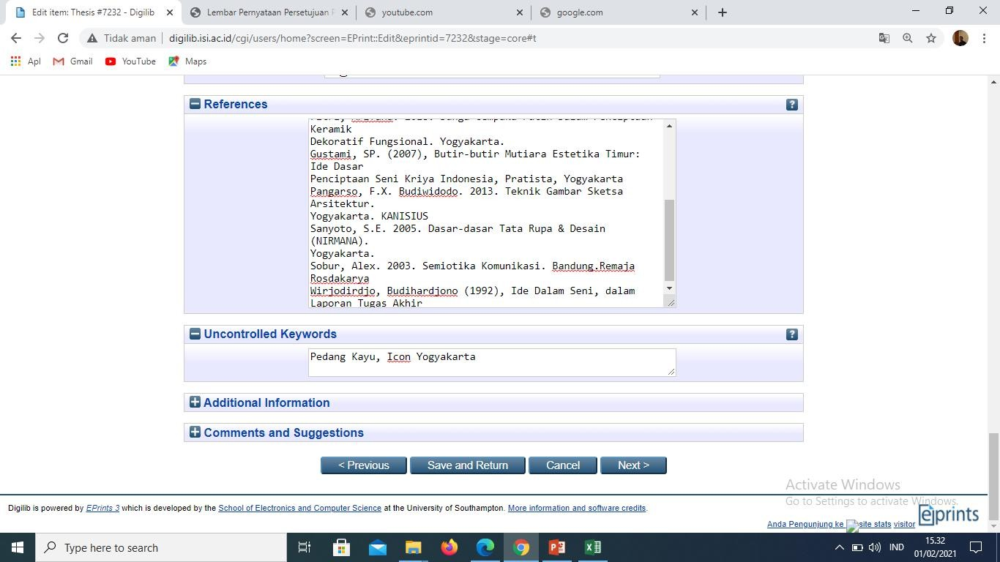 Edit item: Thesis #7232 - Digilib
Lembar Pernyataan Persetujuan P
youtube.com
google.com
Tidak aman
digilib.isi.ac.id/cgi/users/home?screen=EPrint::Edit&eprintid=7232&stage=core#t
Apl
Gmail
YouTube
Maps
References
Keramik
Dekoratif Fungsional. Yogyakarta.
Gustami, SP. (2007), Butir-butir Mutiara Estetika Timur:
Ide Dasar
Penciptaan Seni Kriya Indonesia, Pratista, Yogyakarta
Pangarso, F.X. Budiwidodo. 2013. Teknik Gambar Sketsa
Arsitektur.
Yogyakarta. KANISIUS
Sanyoto, S.E. 2005. Dasar-dasar Tata Rupa & Desain
(NIRMANA).
Yogyakarta.
Sobur, Alex. 2003. Semiotika Komunikasi. Bandung.Remaja
Rosdakarya
Wirjodirdjo, Budihardjono (1992), Ide Dalam Seni, dalam
Laporan Tugas Akhir
Uncontrolled Keywords
Pedang Kayu, Icon Yogyakarta
Additional Information
Comments and Suggestions
< Previous
Save and Return
Cancel
Next >
Activate Windows
Go to Settings to activate Windows.
Digilib is powered by EPrints 3 which is developed by the School of Electronics and Computer Science at the University of Southampton. More information and software credits.
eprints
Anda Pengunjung ke site stats visitor
Type here to search
IND
15.32
01/02/2021